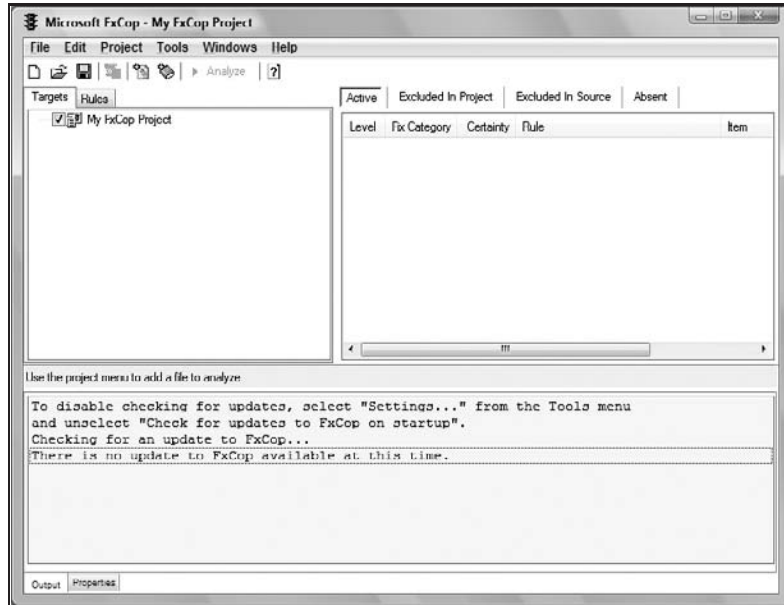 Microsoft FxCop - My FxCop Project
File Edit Project Tools Windows Help
Analyze
Targets Rules
My FxCop Project
Active Excluded In Project Excluded In Source Absent
Level Fix Category Certainty Rule Item
Use the project menu to add a file to analyze
To disable checking for updates, select "Settings..." from the Tools menu
and unselect "Check for updates to FxCop on startup".
Checking for an update to FxCop...
There is no update to FxCop available at this time.
Output Properties